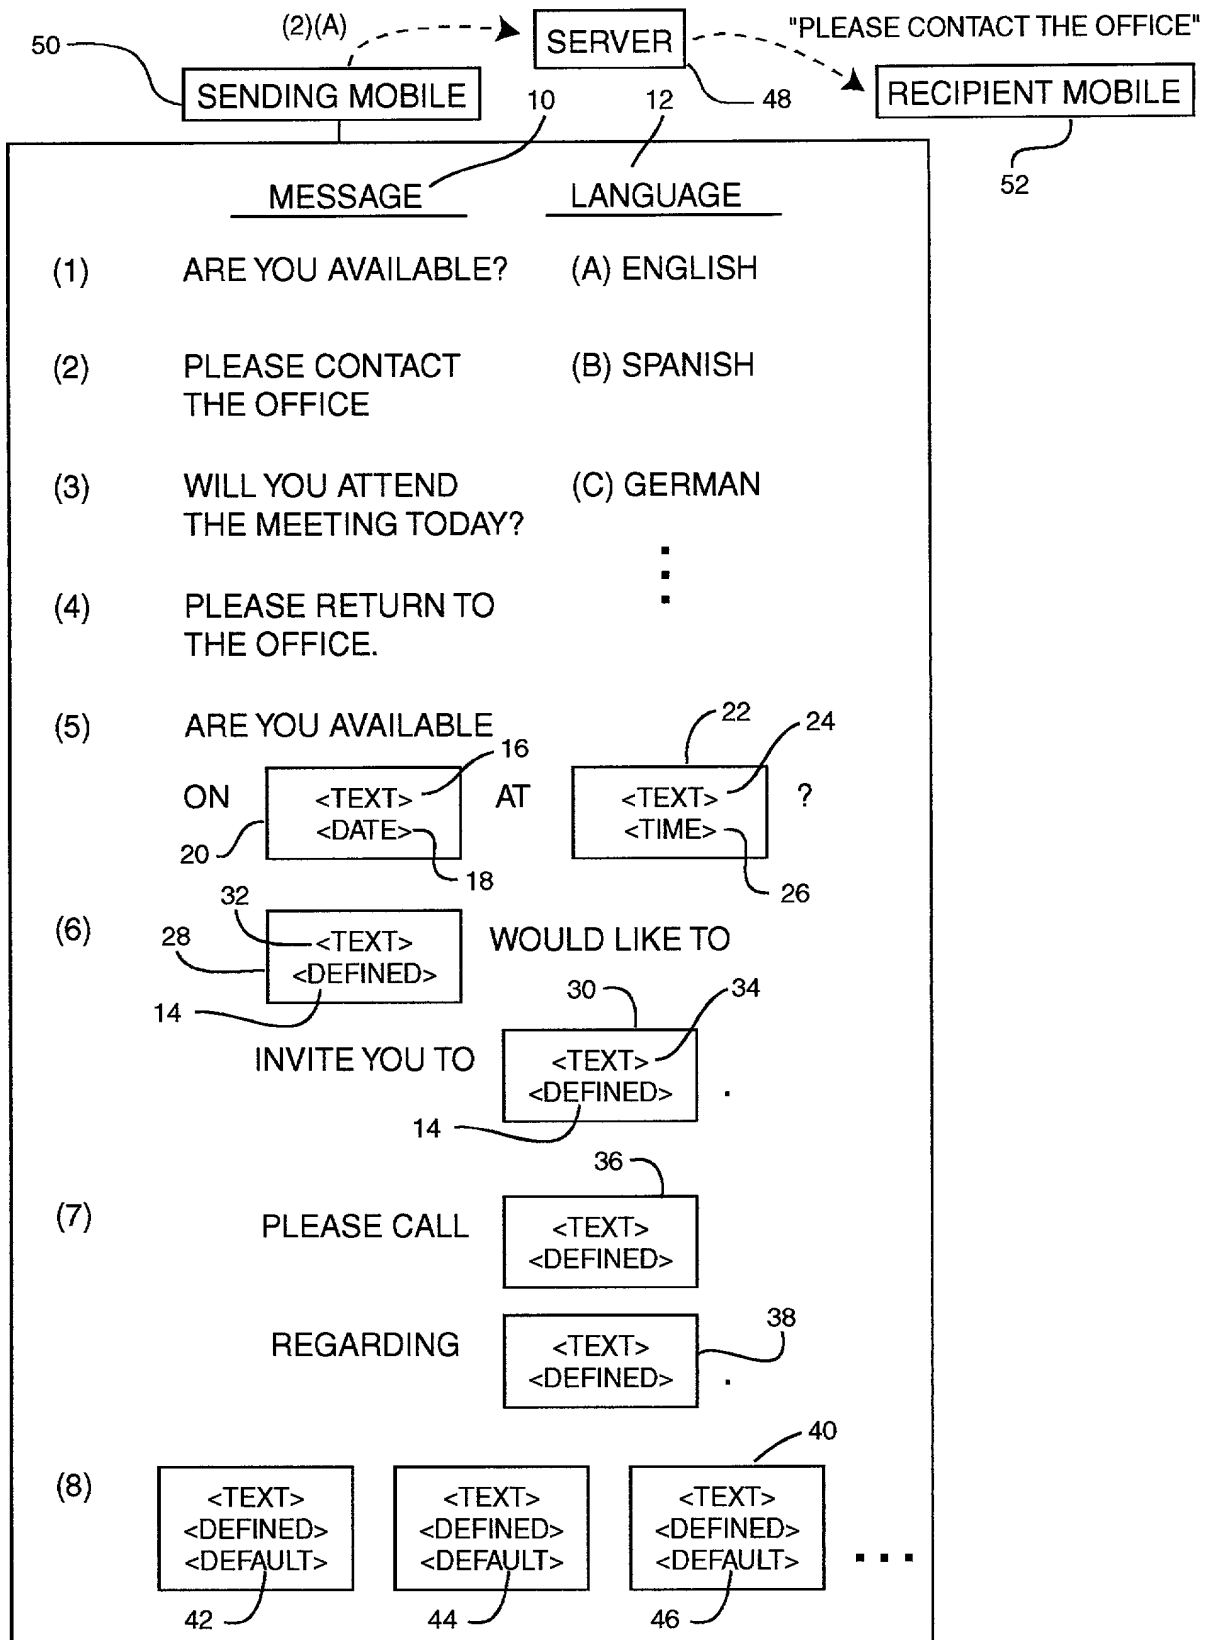 (2)(A)
"PLEASE CONTACT THE OFFICE"
50
SERVER
SENDING MOBILE
10
12
48
RECIPIENT MOBILE
52
MESSAGE
LANGUAGE
(1) ARE YOU AVAILABLE? (A) ENGLISH
(2) PLEASE CONTACT (B) SPANISH
THE OFFICE
(3) WILL YOU ATTEND (C) GERMAN
THE MEETING TODAY?
(4) PLEASE RETURN TO
THE OFFICE.
(5) ARE YOU AVAILABLE
22
24
16
ON <TEXT> AT <TEXT> ?
<DATE> <TIME>
20
18
26
32
(6) <TEXT> WOULD LIKE TO
28
<DEFINED>
14
30
34
INVITE YOU TO <TEXT>
<DEFINED> .
14
36
(7) PLEASE CALL <TEXT>
<DEFINED>
38
REGARDING <TEXT>
<DEFINED> .
40
(8) <TEXT> <TEXT> <TEXT>
<DEFINED> <DEFINED> <DEFINED>
<DEFAULT> <DEFAULT> <DEFAULT> ...
42 44 46